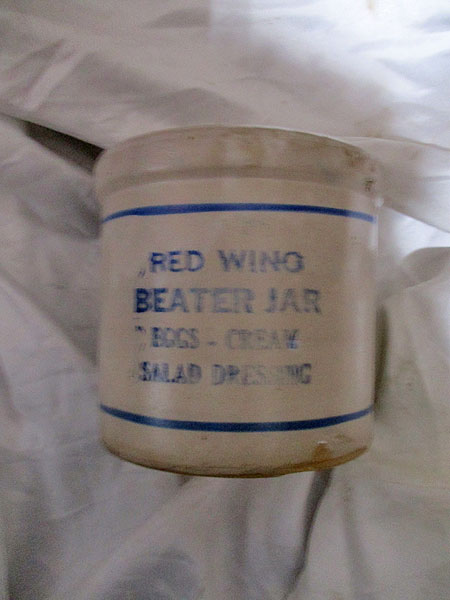 RED WING
BEATER JAR
EGGS - CREAM
SALAD DRESSING